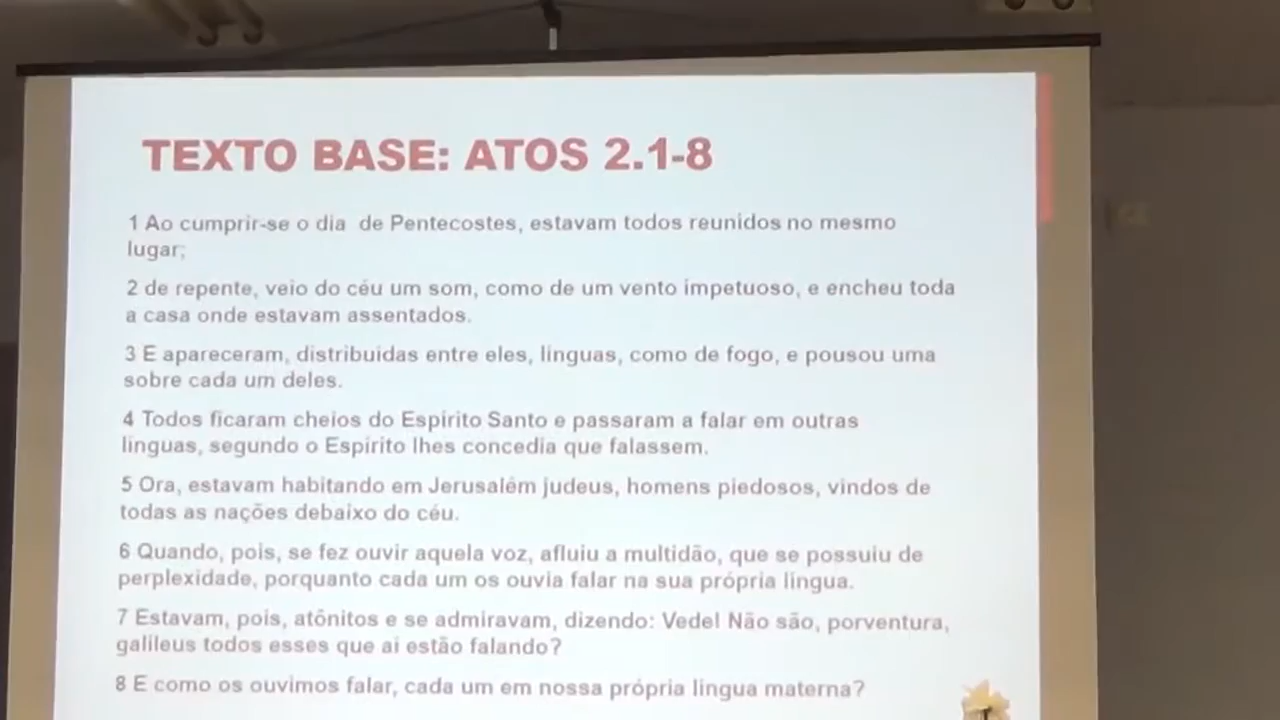 TEXTO BASE: ATOS 2.1-8
1 Ao cumprir-se o dia de Pentecostes, estavam todos reunidos no mesmo
lugar;
2 de repente, veio do céu um som, como de um vento impetuoso, e encheu toda
a casa onde estavam assentados.
3 E apareceram, distribuídas entre eles, línguas, como de fogo, e pousou uma
sobre cada um deles.
4 Todos ficaram cheios do Espírito Santo e passaram a falar em outras
línguas, segundo o Espírito lhes concedia que falassem.
5 Ora, estavam habitando em Jerusalém judeus, homens piedosos, vindos de
todas as nações debaixo do céu.
6 Quando, pois, se fez ouvir aquela voz, afluiu a multidão, que se possuiu de
perplexidade, porquanto cada um os ouvia falar na sua própria língua.
7 Estavam, pois, atônitos e se admiravam, dizendo: Vede! Não são, porventura,
galileus todos esses que aí estão falando?
8 E como os ouvimos falar, cada um em nossa própria língua materna?